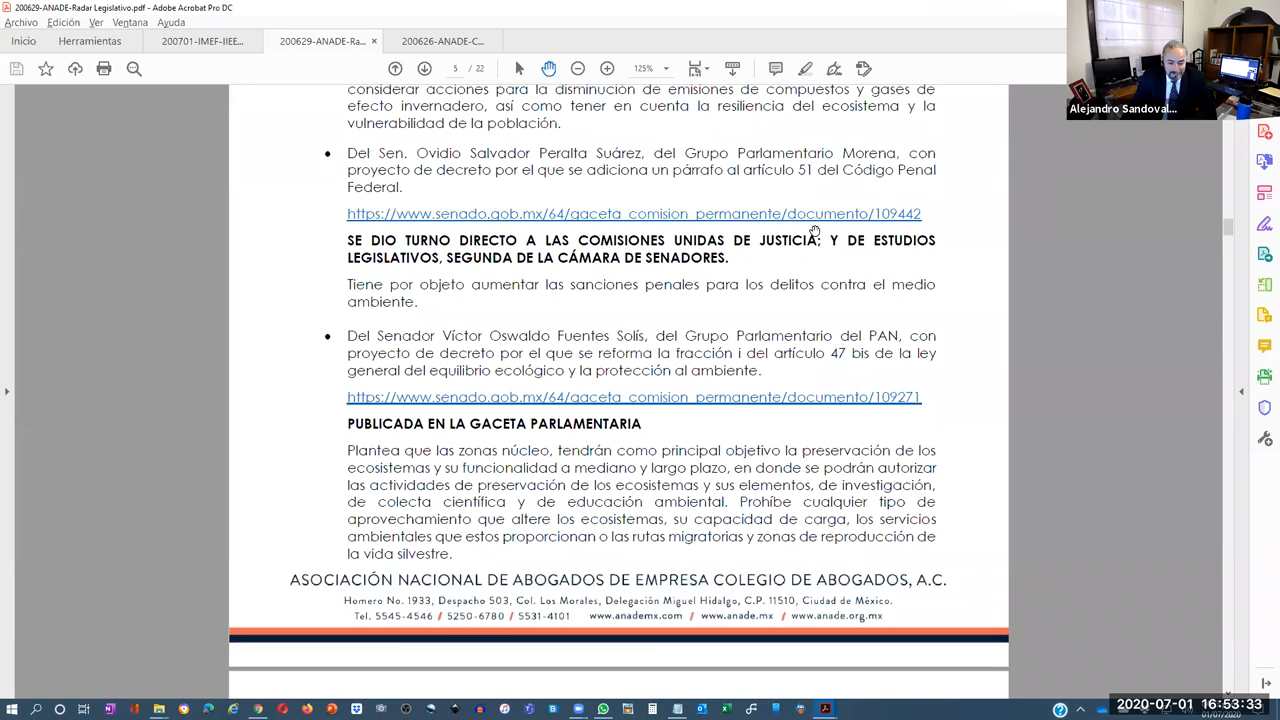 200629-ANADE-Radar Legislativo.pdf - Adobe Acrobat Pro DC
Archivo Edición Ver Ventana Ayuda
Inicio Herramientas 200701-IMEF-IIEE... 200629-ANADE-Ra... × 200626-ANADE-C...
5 / 22 125%
Alejandro Sandoval...
considerar acciones para la disminución de emisiones de compuestos y gases de
efecto invernadero, así como tener en cuenta la resiliencia del ecosistema y la
vulnerabilidad de la población.
• Del Sen. Ovidio Salvador Peralta Suárez, del Grupo Parlamentario Morena, con
proyecto de decreto por el que se adiciona un párrafo al artículo 51 del Código Penal
Federal.
https://www.senado.gob.mx/64/gaceta_comision_permanente/documento/109442
SE DIO TURNO DIRECTO A LAS COMISIONES UNIDAS DE JUSTICIA; Y DE ESTUDIOS
LEGISLATIVOS, SEGUNDA DE LA CÁMARA DE SENADORES.
Tiene por objeto aumentar las sanciones penales para los delitos contra el medio
ambiente.
• Del Senador Víctor Oswaldo Fuentes Solís, del Grupo Parlamentario del PAN, con
proyecto de decreto por el que se reforma la fracción i del artículo 47 bis de la ley
general del equilibrio ecológico y la protección al ambiente.
https://www.senado.gob.mx/64/gaceta_comision_permanente/documento/109271
PUBLICADA EN LA GACETA PARLAMENTARIA
Plantea que las zonas núcleo, tendrán como principal objetivo la preservación de los
ecosistemas y su funcionalidad a mediano y largo plazo, en donde se podrán autorizar
las actividades de preservación de los ecosistemas y sus elementos, de investigación,
de colecta científica y de educación ambiental. Prohíbe cualquier tipo de
aprovechamiento que altere los ecosistemas, su capacidad de carga, los servicios
ambientales que estos proporcionan o las rutas migratorias y zonas de reproducción de
la vida silvestre.
ASOCIACIÓN NACIONAL DE ABOGADOS DE EMPRESA COLEGIO DE ABOGADOS, A.C.
Homero No. 1933, Despacho 503, Col. Los Morales, Delegación Miguel Hidalgo, C.P. 11510, Ciudad de México.
Tel. 5545-4546 / 5250-6780 / 5531-4101 www.anademx.com / www.anade.mx / www.anade.org.mx
2020-07-01 16:53:33
01/07/2020